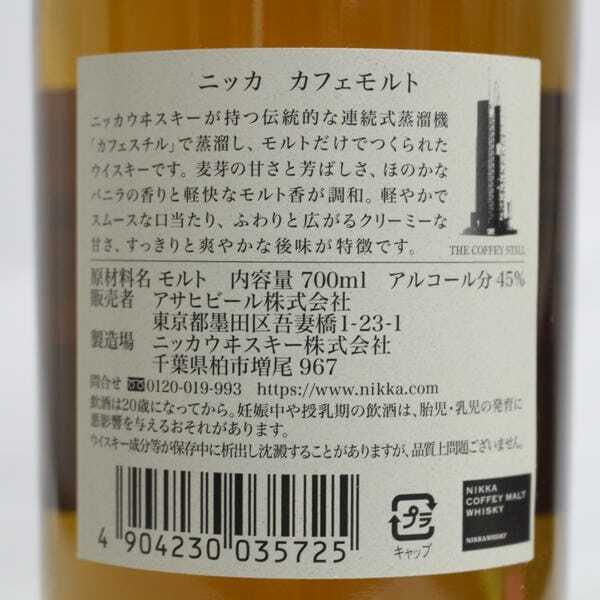 ニッカ カフェモルト
ニッカウヰスキーが持つ伝統的な連続式蒸溜機
「カフェスチル」で蒸溜し、モルトだけでつくられた
ウイスキーです。麦芽の甘さと芳ばしさ、ほのかな
バニラの香りと軽快なモルト香が調和。軽やかで
スムースな口当たり、ふわりと広がるクリーミーな
甘さ、すっきりと爽やかな後味が特徴です。
THE COFFEY STILL
原材料名 モルト 内容量 700ml アルコール分 45%
販売者 アサヒビール株式会社
東京都墨田区吾妻橋1-23-1
製造場 ニッカウヰスキー株式会社
千葉県柏市増尾 967
問合せ 0120-019-993 https://www.nikka.com
飲酒は20歳になってから。妊娠中や授乳期の飲酒は、胎児・乳児の発育に
悪影響を与えるおそれがあります。
ウイスキー成分等が保存中に析出し沈澱することがありますが、品質上問題ございません。
4 904230 035725
プラ
キャップ
NIKKA
COFFEY MALT
WHISKY
NIKKA WHISKY